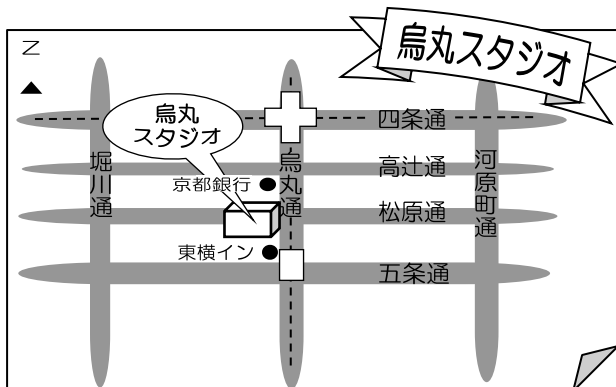 烏丸スタジオ
N
烏丸
スタジオ
四条通
堀川通
烏丸通
高辻通
河原町通
京都銀行
松原通
東横イン
五条通